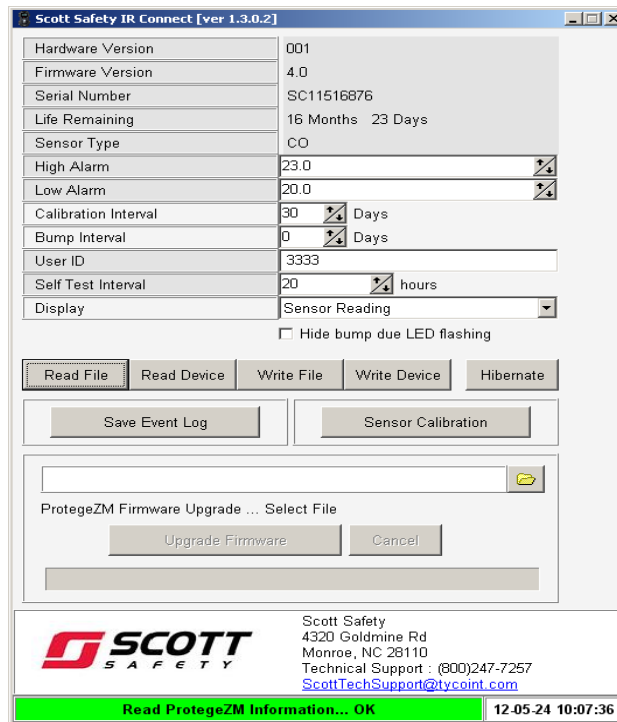 Scott Safety IR Connect [ver 1.3.0.2]
Hardware Version 001
Firmware Version 4.0
Serial Number SC11516876
Life Remaining 16 Months 23 Days
Sensor Type CO
High Alarm 23.0
Low Alarm 20.0
Calibration Interval 30 Days
Bump Interval 0 Days
User ID 3333
Self Test Interval 20 hours
Display Sensor Reading
Hide bump due LED flashing
Read File Read Device Write File Write Device Hibernate
Save Event Log Sensor Calibration
ProtegeZM Firmware Upgrade ... Select File
Upgrade Firmware Cancel
SCOTT
SAFETY
Scott Safety
4320 Goldmine Rd
Monroe, NC 28110
Technical Support : (800)247-7257
ScottTechSupport@tycoint.com
Read ProtegeZM Information... OK 12-05-24 10:07:36